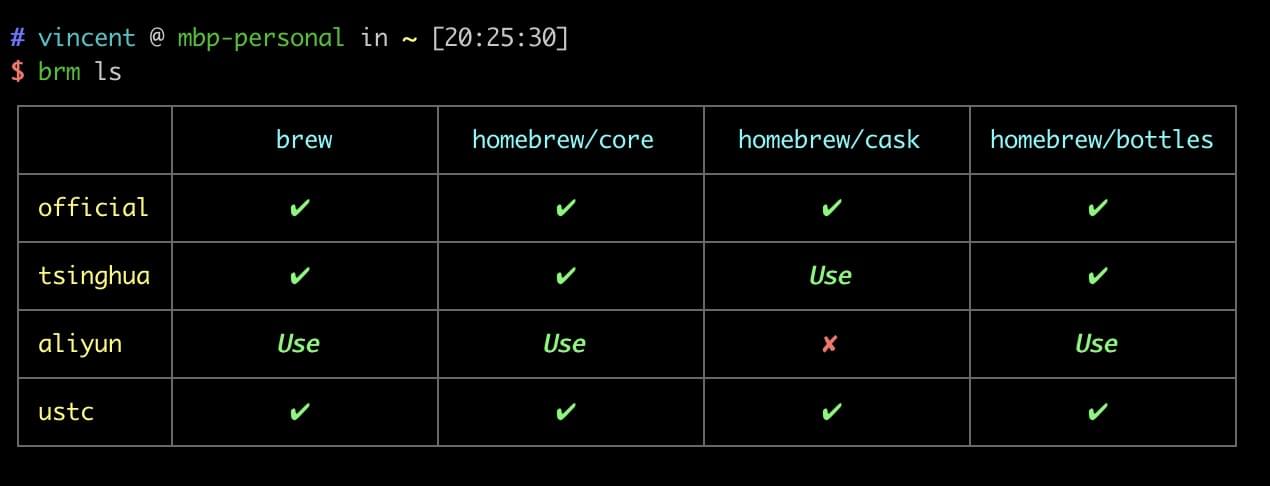 # vincent @ mbp-personal in ~ [20:25:30]
$ brm ls
brew homebrew/core homebrew/cask homebrew/bottles
official ✔ ✔ ✔ ✔
tsinghua ✔ ✔ Use ✔
aliyun Use Use ✘ Use
ustc ✔ ✔ ✔ ✔